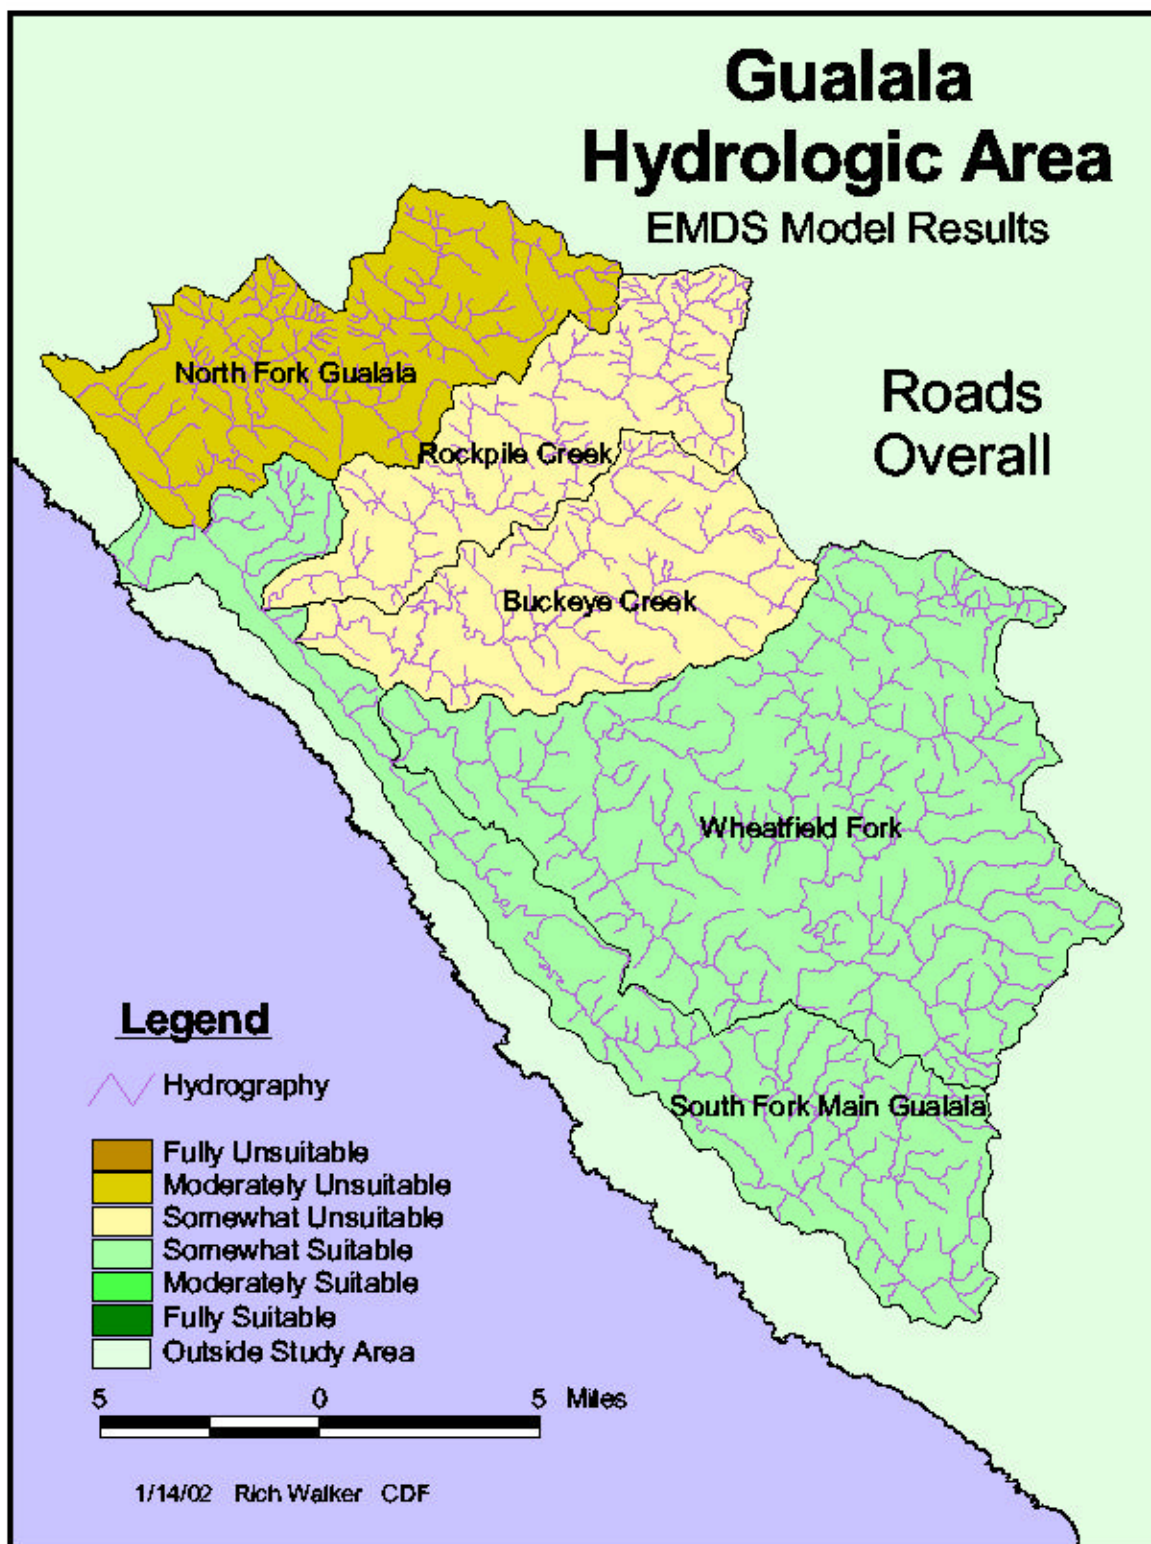 Gualala
Hydrologic Area
EMDS Model Results
Roads
Overall
North Fork Gualala
Rockpile Creek
Buckeye Creek
Wheatfield Fork
South Fork Main Gualala
Legend
Hydrography
Fully Unsuitable
Moderately Unsuitable
Somewhat Unsuitable
Somewhat Suitable
Moderately Suitable
Fully Suitable
Outside Study Area
5 0 5 Miles
1/14/02 Rich Walker CDF